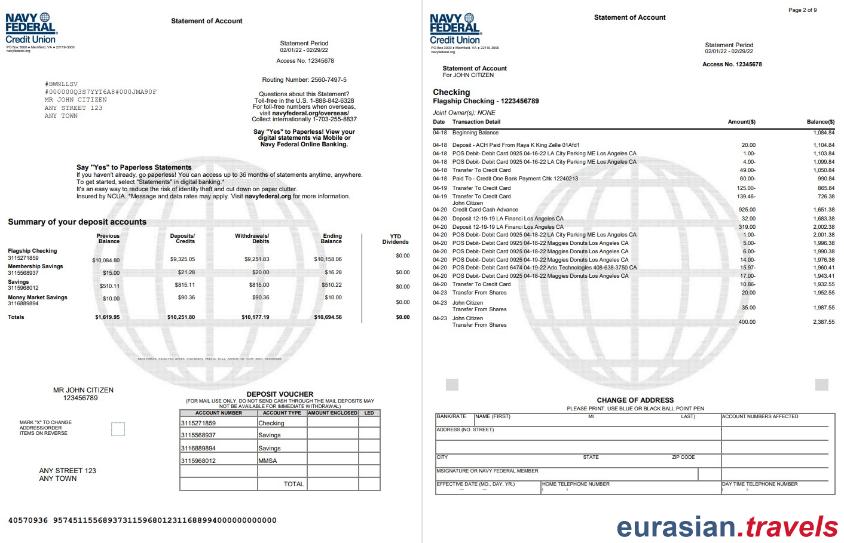 NAVY
FEDERAL
Credit Union
PO Box 3000 • Merrifield, VA • 22119-3000
navyfederal.org
Statement of Account
Statement Period
02/01/22 - 02/29/22
Access No. 12345678
Routing Number: 2560-7497-5
Questions about this Statement?
Toll-free in the U.S. 1-888-842-6328
For toll-free numbers when overseas,
visit navyfederal.org/overseas/
Collect internationally 1-703-255-8837
Say "Yes" to Paperless! View your
digital statements via Mobile or
Navy Federal Online Banking.
#BWNLLSV
MR JOHN CITIZEN
ANY STREET 123
ANY TOWN
Say "Yes" to Paperless Statements
If you haven't already, go paperless! You can access up to 36 months of statements anytime, anywhere.
To get started, select "Statements" in digital banking.*
It's an easy way to reduce the risk of identity theft and cut down on paper clutter.
Insured by NCUA. *Message and data rates may apply. Visit navyfederal.org for more information.
Summary of your deposit accounts
Previous Balance Deposits/ Credits Withdrawals/ Debits Ending Balance YTD Dividends
Flagship Checking
3115271859 $10,084.80 $9,325.05 $9,251.03 $10,158.06 $0.00
Membership Savings
3115568937 $15.00 $21.28 $20.00 $16.28 $0.00
Savings
3115968012 $510.11 $815.11 $815.00 $510.22 $0.00
Money Market Savings
3116889894 $10.00 $90.36 $90.36 $10.00 $0.00
Totals $1,619.95 $10,251.80 $10,177.19 $10,694.56 $0.00
MR JOHN CITIZEN
123456789
MARK "X" TO CHANGE
ADDRESS/ORDER
ITEMS ON REVERSE
ANY STREET 123
ANY TOWN
DEPOSIT VOUCHER
(FOR MAIL USE ONLY. DO NOT SEND CASH THROUGH THE MAIL DEPOSITS MAY
NOT BE AVAILABLE FOR IMMEDIATE WITHDRAWAL)
ACCOUNT NUMBER ACCOUNT TYPE AMOUNT ENCLOSED LED
3115271859 Checking
3115568937 Savings
3116889894 Savings
3115968012 MMSA
TOTAL
Page 2 of 9
NAVY
FEDERAL
Credit Union
PO Box 3000 • Merrifield, VA • 22119-3000
navyfederal.org
Statement of Account
Statement Period
02/01/22 - 02/29/22
Access No. 12345678
Statement of Account
For JOHN CITIZEN
Checking
Flagship Checking - 1223456789
Joint Owner(s): NONE
Date Transaction Detail Amount($) Balance($)
04-18 Beginning Balance 1,084.84
04-18 Deposit - ACH Paid From Raya K King Zelle 20.00 1,104.84
04-18 POS Debit- Debit Card 0925 04-16-22 LA City Parking ME Los Angeles CA 1.00- 1,103.84
04-18 POS Debit- Debit Card 0925 04-16-22 LA City Parking ME Los Angeles CA 4.00- 1,099.84
04-18 Transfer To Credit Card 49.00- 1,050.84
04-18 Paid To - Credit One Bank Payment Chk 12240213 60.00 990.84
04-19 Transfer To Credit Card 125.00- 865.84
04-19 Transfer To Credit Card 139.46- 726.38
John Citizen
04-20 Credit Card Cash Advance 925.00 1,651.38
04-20 Deposit 12-19-19 LA Financi Los Angeles CA 32.00 1,683.38
04-20 Deposit 12-19-19 LA Financi Los Angeles CA 319.00 2,002.38
04-20 POS Debit- Debit Card 0925 04-18-22 LA City Parking ME Los Angeles CA 1.00- 2,001.38
04-20 POS Debit- Debit Card 0925 04-18-22 Maggies Donuts Los Angeles CA 5.00- 1,996.38
04-20 POS Debit- Debit Card 0925 04-18-22 Maggies Donuts Los Angeles CA 6.00- 1,990.38
04-20 POS Debit- Debit Card 0925 04-18-22 Maggies Donuts Los Angeles CA 14.00- 1,976.38
04-20 POS Debit- Debit Card 6474 04-19-22 Arlo Technologies 408-638-3750 CA 15.97- 1,960.41
04-20 POS Debit- Debit Card 0925 04-18-22 Maggies Donuts Los Angeles CA 17.00- 1,943.41
04-20 Transfer To Credit Card 10.86- 1,932.55
04-23 Transfer From Shares 20.00 1,952.55
04-23 John Citizen
Transfer From Shares 35.00 1,987.55
04-23 John Citizen
Transfer From Shares 400.00 2,387.55
CHANGE OF ADDRESS
PLEASE PRINT. USE BLUE OR BLACK BALL POINT PEN
BANK/RATE NAME (FIRST) MI LAST) ACCOUNT NUMBERS AFFECTED
ADDRESS (NO. STREET)
CITY STATE ZIP CODE
MSIGNATURE OR NAVY FEDERAL MEMBER
EFFECTIVE DATE (MO., DAY. YR.) HOME TELEPHONE NUMBER DAY TIME TELEPHONE NUMBER
eurasian.travels